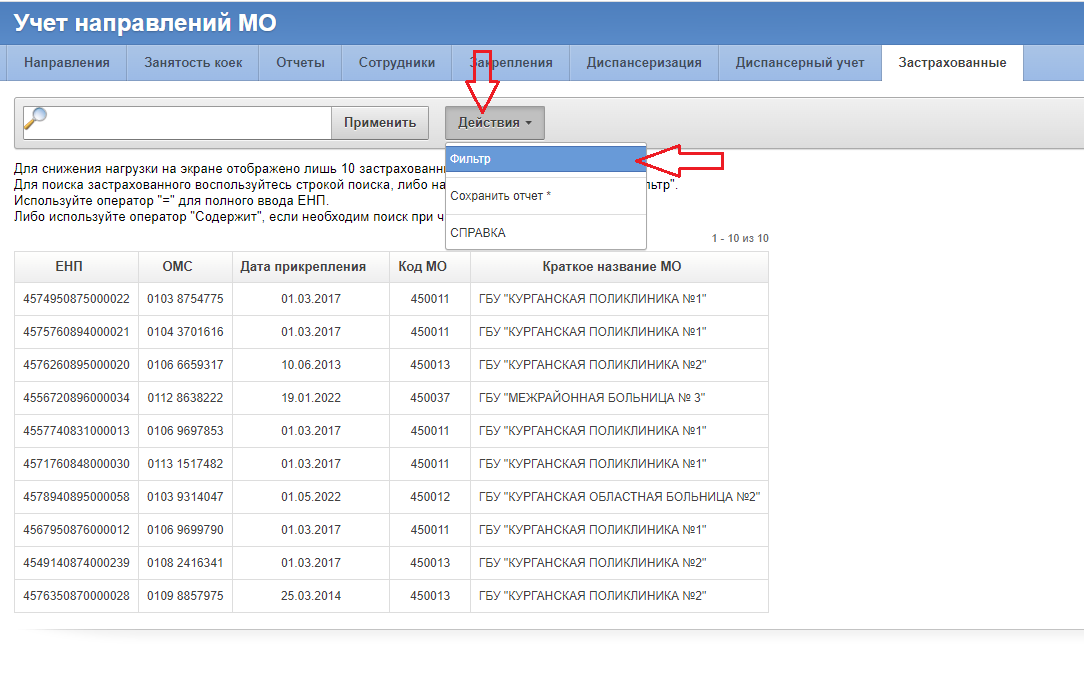 Учет направлений МО
Направления Занятость коек Отчеты Сотрудники Закрепления Диспансеризация Диспансерный учет Застрахованные
Применить Действия
Фильтр
Сохранить отчет *
СПРАВКА
Для снижения нагрузки на экране отображено лишь 10
Для поиска застрахованного воспользуйтесь строкой поиска, либо
Используйте оператор "=" для полного ввода ЕНП.
Либо используйте оператор "Содержит", если необходим поиск при
1 - 10 из 10
ЕНП ОМС Дата прикрепления Код МО Краткое название МО
4574950875000022 0103 8754775 01.03.2017 450011 ГБУ "КУРГАНСКАЯ ПОЛИКЛИНИКА №1"
4575760894000021 0104 3701616 01.03.2017 450011 ГБУ "КУРГАНСКАЯ ПОЛИКЛИНИКА №1"
4576260895000020 0106 6659317 10.06.2013 450013 ГБУ "КУРГАНСКАЯ ПОЛИКЛИНИКА №2"
4556720896000034 0112 8638222 19.01.2022 450037 ГБУ "МЕЖРАЙОННАЯ БОЛЬНИЦА № 3"
4557740831000013 0106 9697853 01.03.2017 450011 ГБУ "КУРГАНСКАЯ ПОЛИКЛИНИКА №1"
4571760848000030 0113 1517482 01.03.2017 450011 ГБУ "КУРГАНСКАЯ ПОЛИКЛИНИКА №1"
4578940895000058 0103 9314047 01.05.2022 450012 ГБУ "КУРГАНСКАЯ ОБЛАСТНАЯ БОЛЬНИЦА №2"
4567950876000012 0106 9699790 01.03.2017 450011 ГБУ "КУРГАНСКАЯ ПОЛИКЛИНИКА №1"
4549140874000239 0108 2416341 01.03.2017 450013 ГБУ "КУРГАНСКАЯ ПОЛИКЛИНИКА №2"
4576350870000028 0109 8857975 25.03.2014 450013 ГБУ "КУРГАНСКАЯ ПОЛИКЛИНИКА №2"